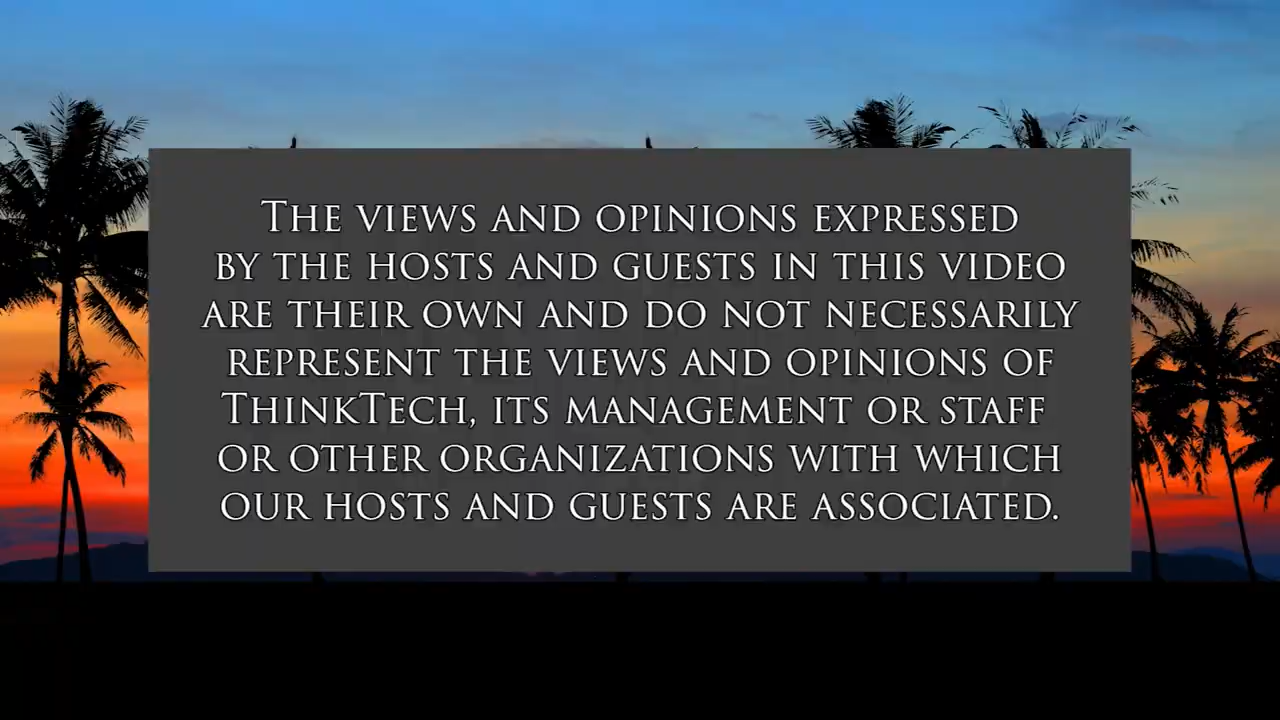 The views and opinions expressed
by the hosts and guests in this video
are their own and do not necessarily
represent the views and opinions of
ThinkTech, its management or staff
or other organizations with which
our hosts and guests are associated.